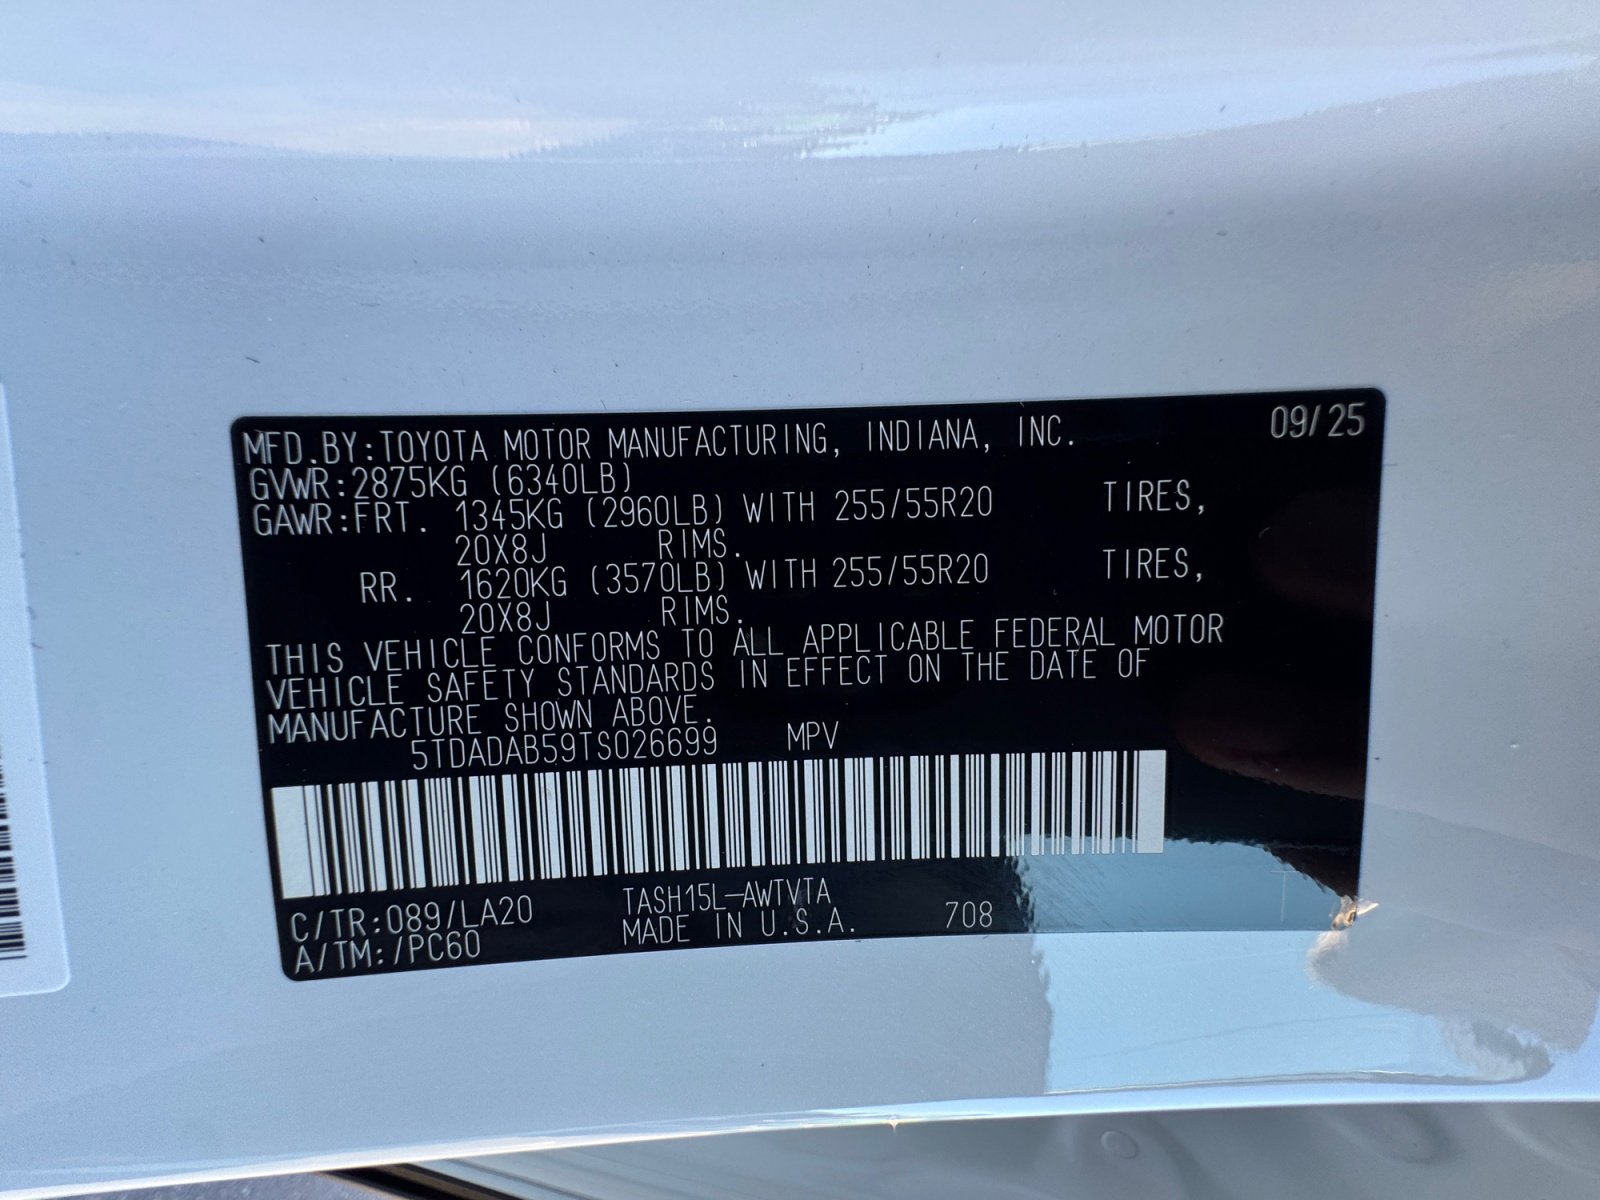 MFD.BY:TOYOTA MOTOR MANUFACTURING, INDIANA, INC. 09/25
GVWR:2875KG (6340LB)
GAWR:FRT. 1345KG (2960LB) WITH 255/55R20 TIRES,
20X8J RIMS.
RR. 1620KG (3570LB) WITH 255/55R20 TIRES,
20X8J RIMS.
THIS VEHICLE CONFORMS TO ALL APPLICABLE FEDERAL MOTOR
VEHICLE SAFETY STANDARDS IN EFFECT ON THE DATE OF
MANUFACTURE SHOWN ABOVE.
5TDADAB59TS026699 MPV
C/TR:089/LA20 TASH15L-AWTVTA
A/TM:/PC60 MADE IN U.S.A. 708